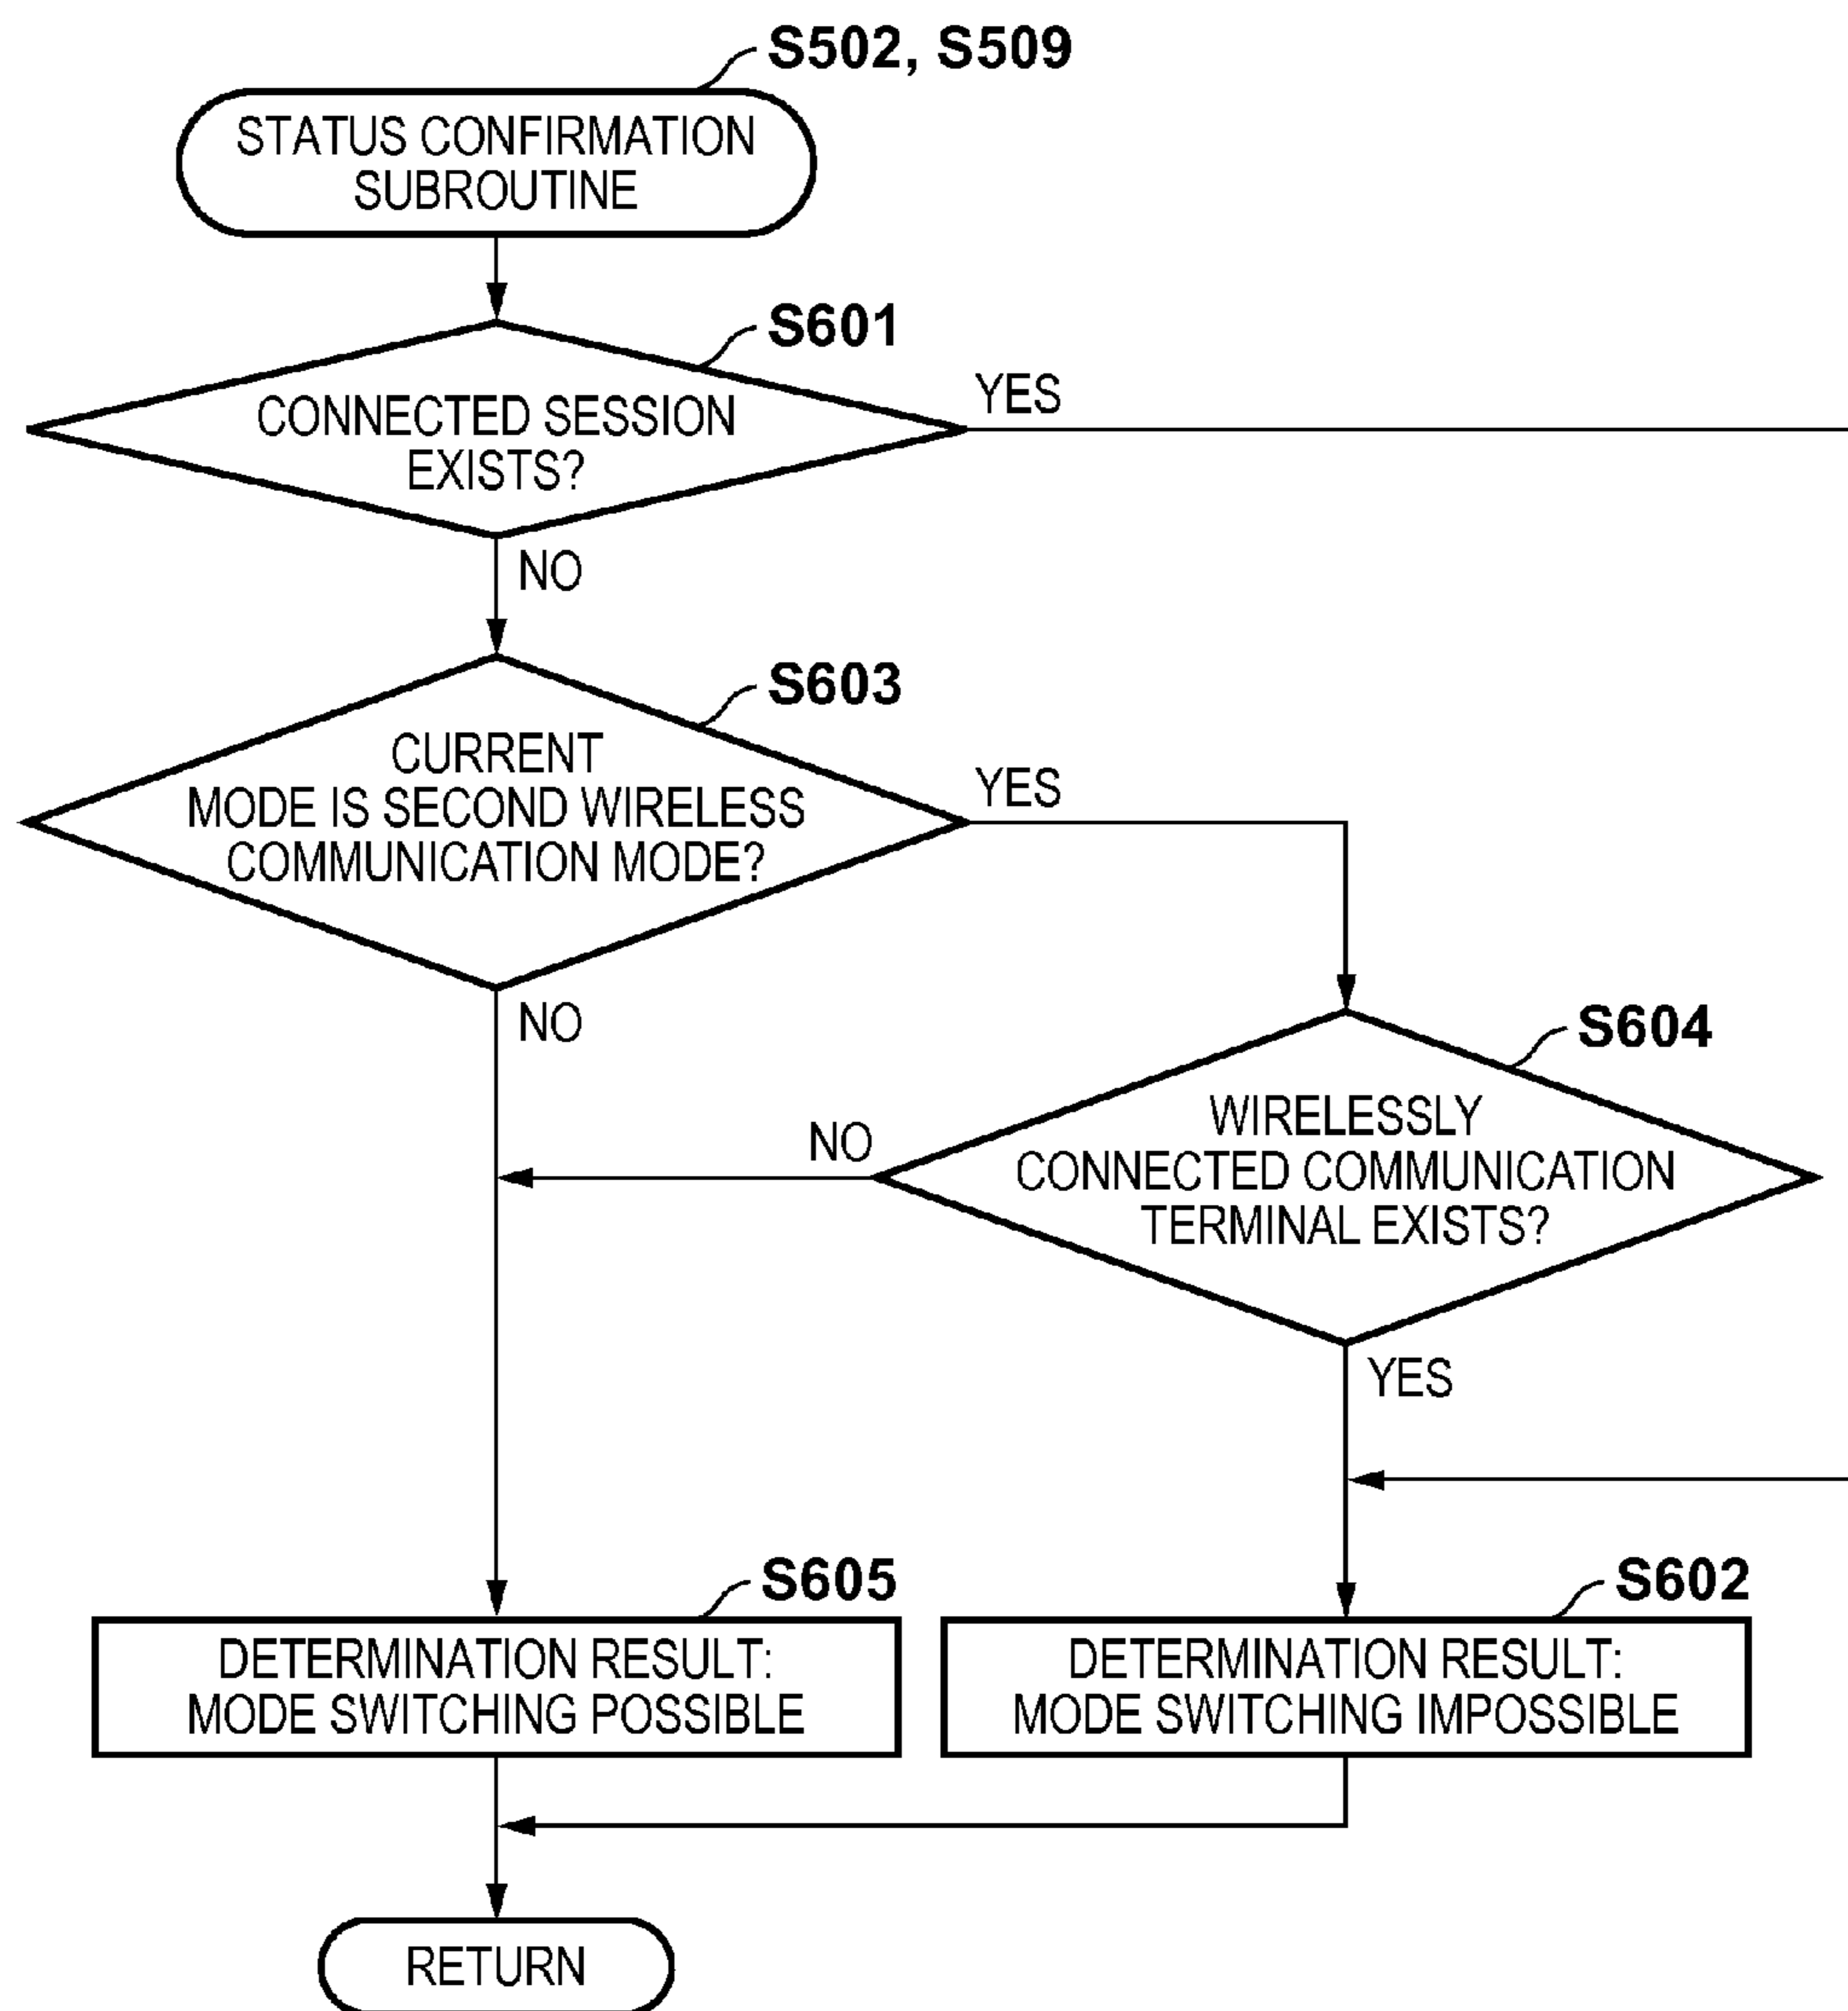 S502, S509
STATUS CONFIRMATION
SUBROUTINE
S601
CONNECTED SESSION
EXISTS?
YES
NO
S603
CURRENT
MODE IS SECOND WIRELESS
COMMUNICATION MODE?
YES
NO
S604
WIRELESSLY
CONNECTED COMMUNICATION
TERMINAL EXISTS?
NO
YES
S605
DETERMINATION RESULT:
MODE SWITCHING POSSIBLE
S602
DETERMINATION RESULT:
MODE SWITCHING IMPOSSIBLE
RETURN